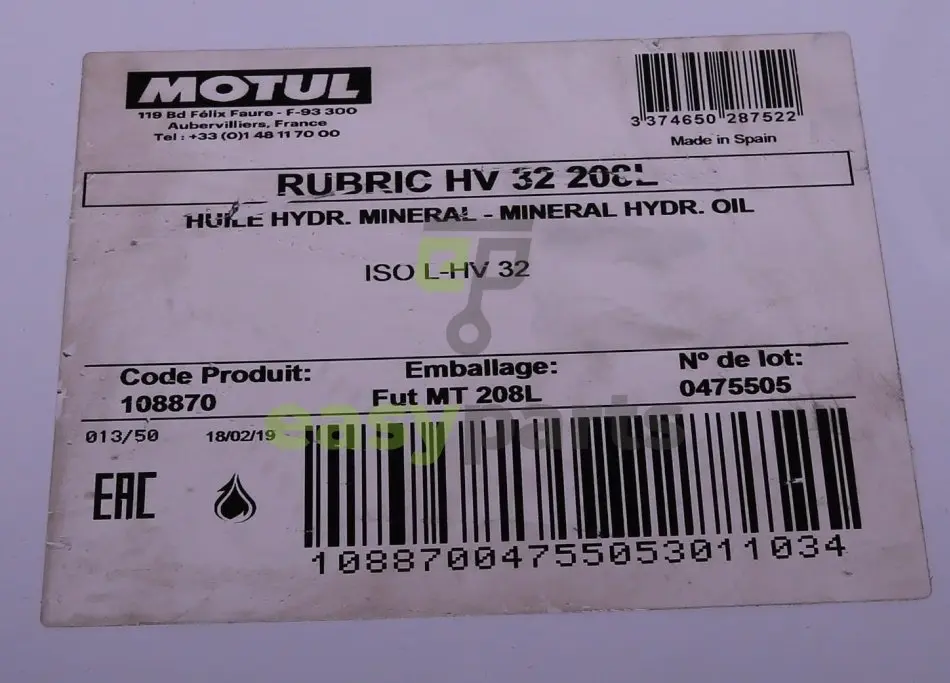 MOTUL
119 Bd Félix Faure - F-93 300
Aubervilliers, France
Tel : +33 (0)1 48 11 70 00
3 374650 287522
Made in Spain
RUBRIC HV 32 208L
HUILE HYDR. MINERAL - MINERAL HYDR. OIL
ISO L-HV 32
Code Produit:
108870
Emballage:
Fut MT 208L
Nº de lot:
0475505
013/50
18/02/19
easyparts
EAC
10887004755053011034